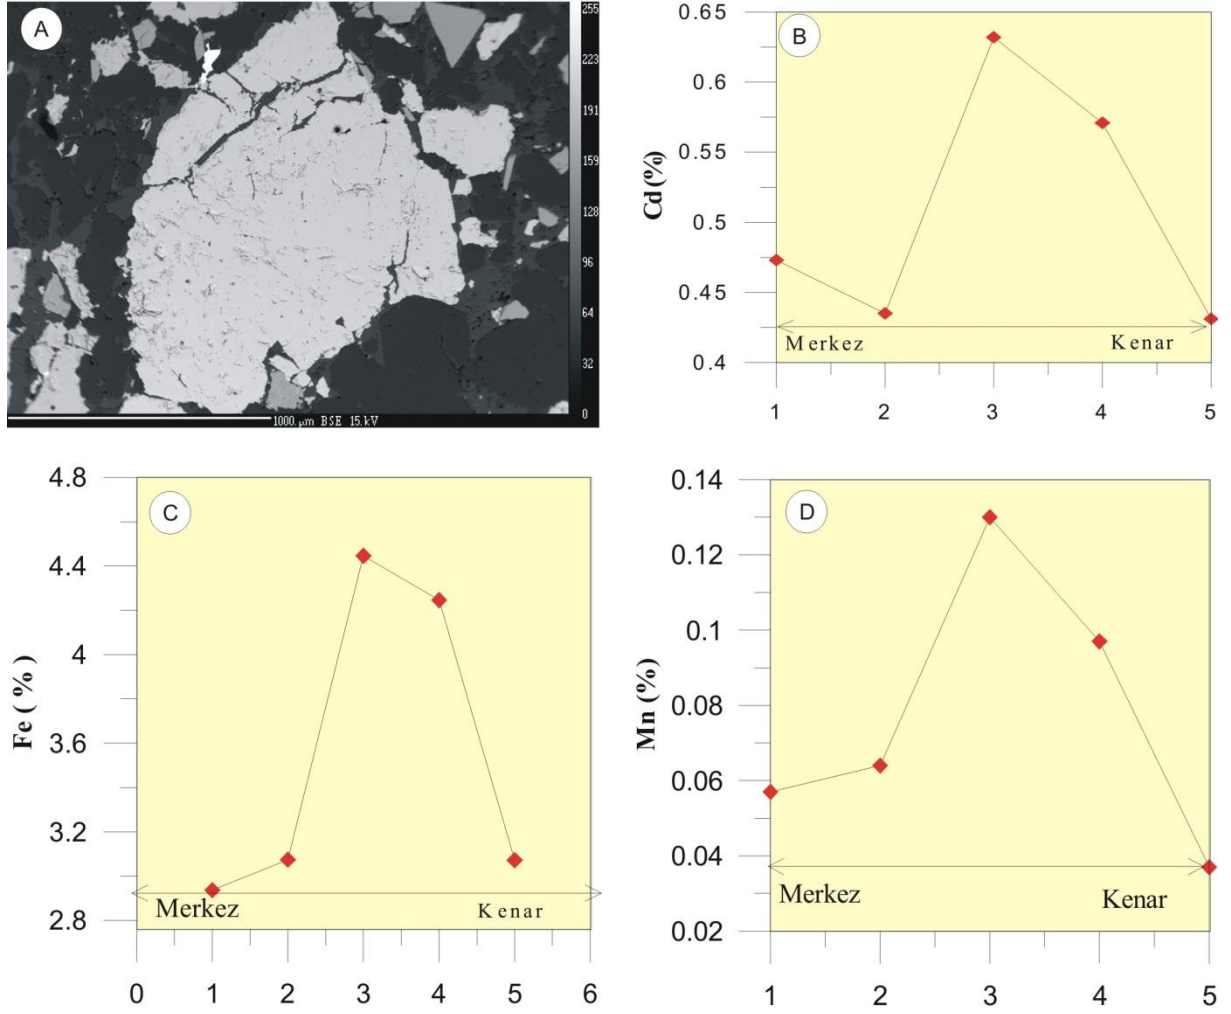 A
255
223
191
159
128
96
64
32
0
1000.μm BSE 15.kV
B
Cd (%)
0.65
0.6
0.55
0.5
0.45
0.4
Merkez Kenar
1 2 3 4 5
C
Fe ( % )
4.8
4.4
4
3.6
3.2
2.8
Merkez Kenar
0 1 2 3 4 5 6
D
Mn (%)
0.14
0.12
0.1
0.08
0.06
0.04
0.02
Merkez Kenar
1 2 3 4 5